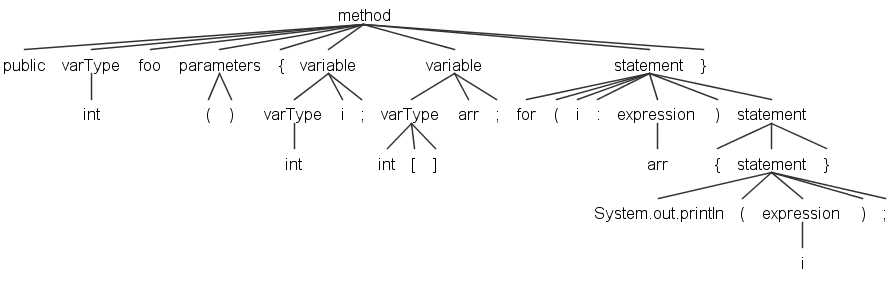 method
public varType foo parameters { variable variable statement }
int ( ) varType i ; varType arr ; for ( i : expression ) statement
int int [ ] arr { statement }
System.out.println ( expression ) ;
i